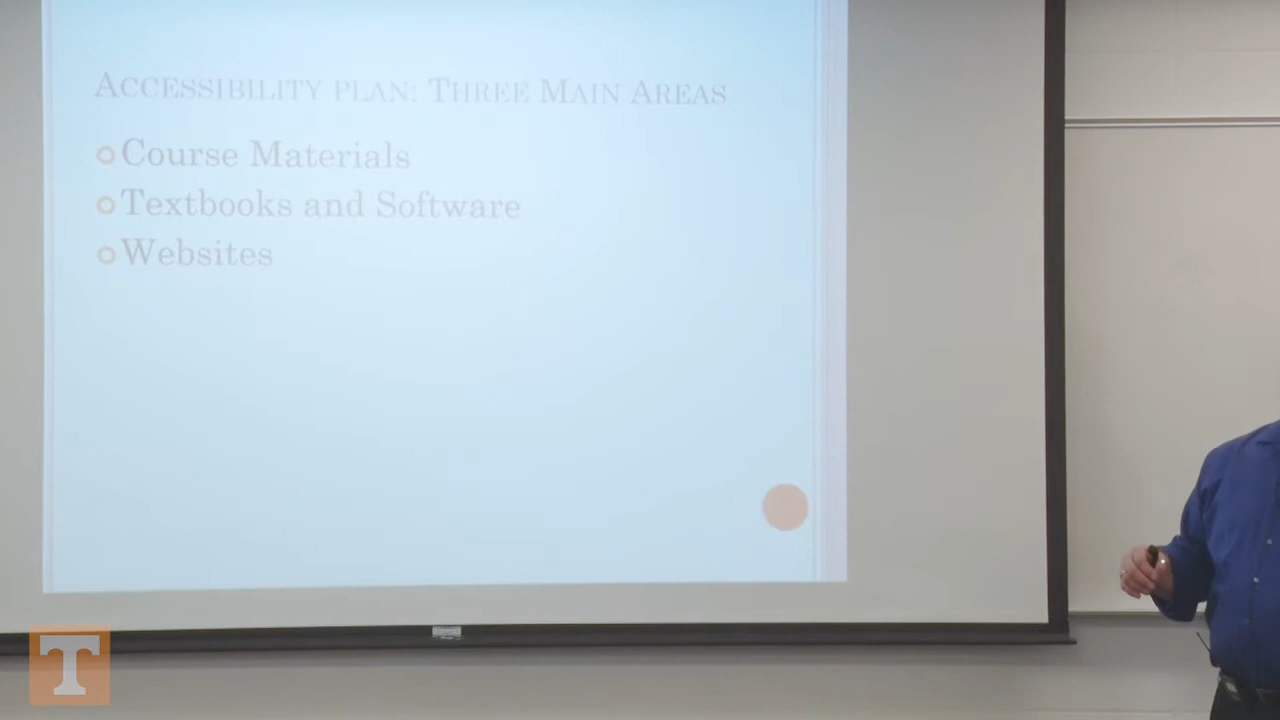 Accessibility plan: Three Main Areas
Course Materials
Textbooks and Software
Websites
T